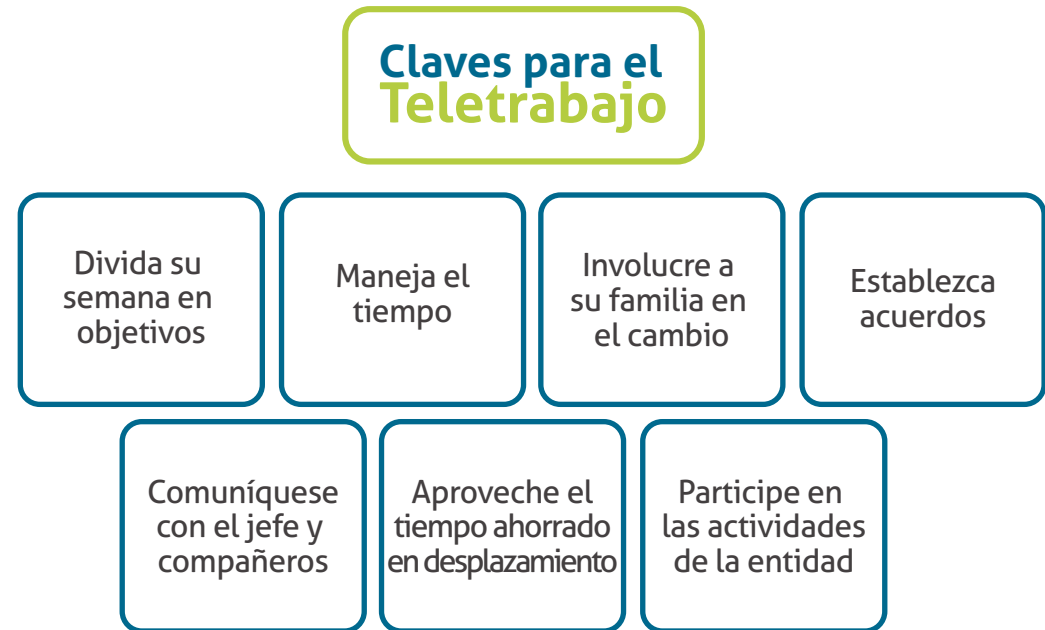 Claves para el
Teletrabajo
Divida su
semana en
objetivos
Maneja el
tiempo
Involucre a
su familia en
el cambio
Establezca
acuerdos
Comuníquese
con el jefe y
compañeros
Aproveche el
tiempo ahorrado
en desplazamiento
Participe en
las actividades
de la entidad